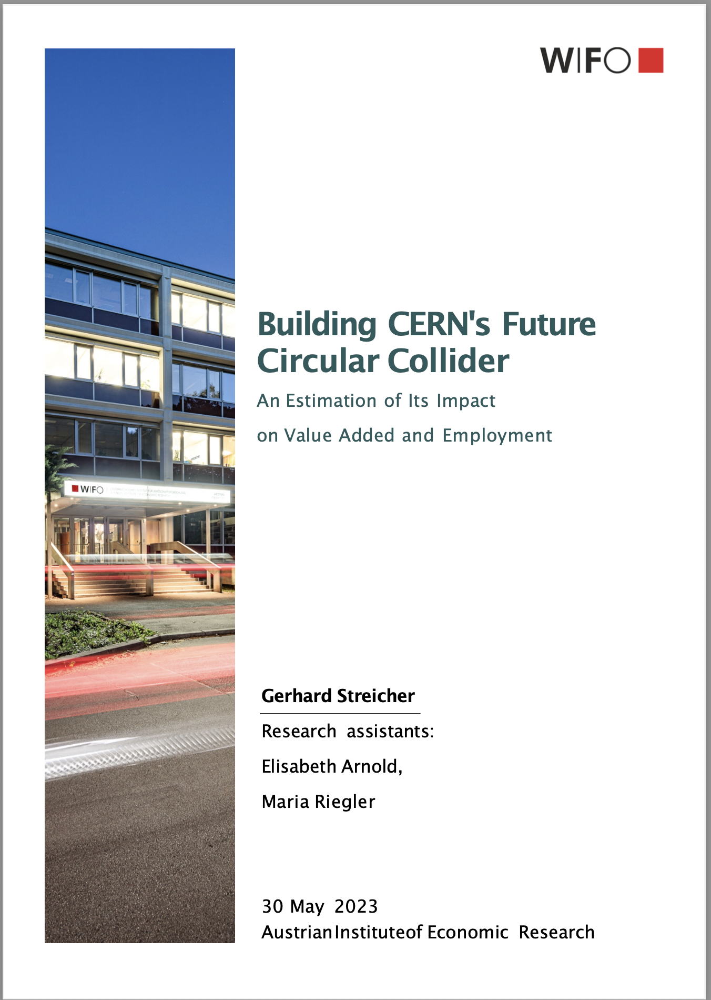 WIFO
Building CERN's Future
Circular Collider
An Estimation of Its Impact
on Value Added and Employment
WIFO
Gerhard Streicher
Research assistants:
Elisabeth Arnold,
Maria Riegler
30 May 2023
Austrian Institute of Economic Research